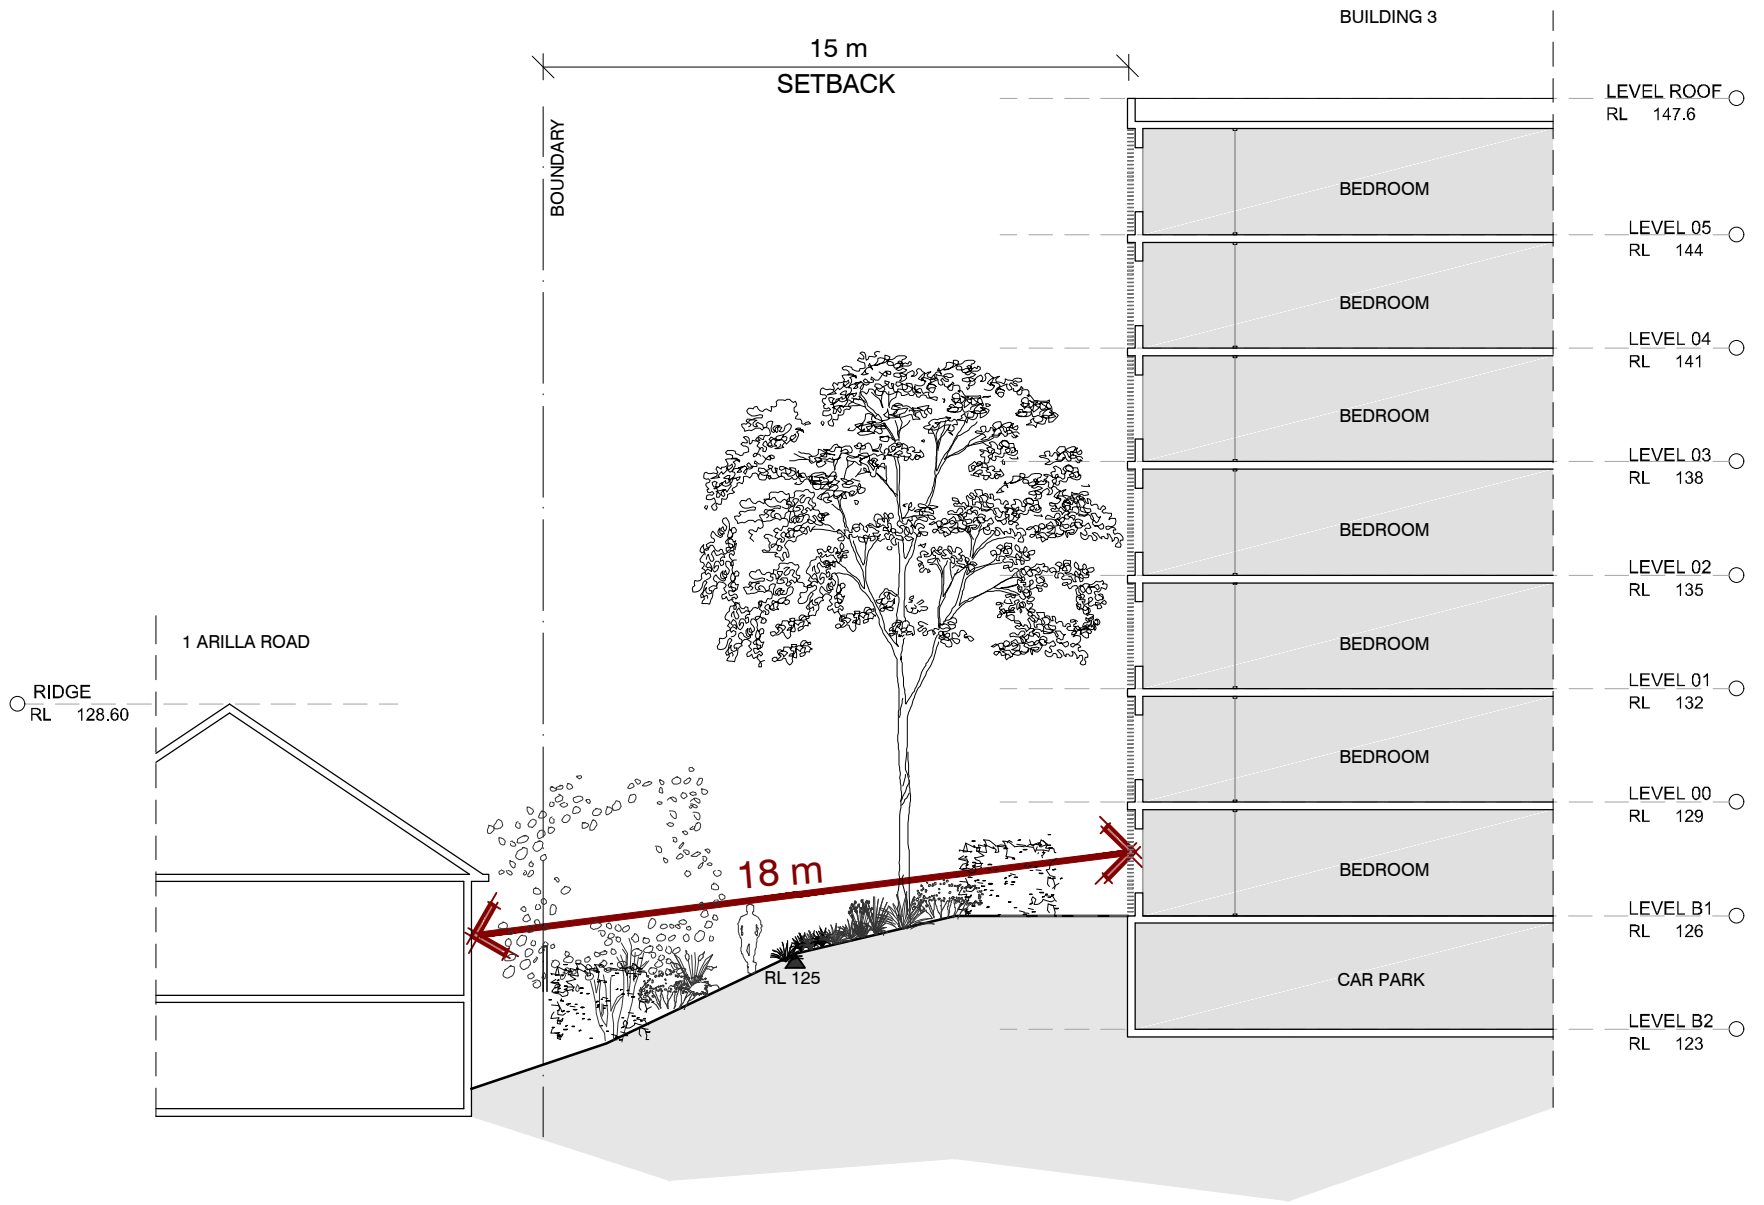 BUILDING 3
15 m
SETBACK
LEVEL ROOF
RL 147.6
BOUNDARY
BEDROOM
LEVEL 05
RL 144
BEDROOM
LEVEL 04
RL 141
BEDROOM
LEVEL 03
RL 138
BEDROOM
LEVEL 02
RL 135
1 ARILLA ROAD
BEDROOM
LEVEL 01
RL 132
RIDGE
RL 128.60
BEDROOM
LEVEL 00
RL 129
18 m
BEDROOM
LEVEL B1
RL 126
RL 125
CAR PARK
LEVEL B2
RL 123